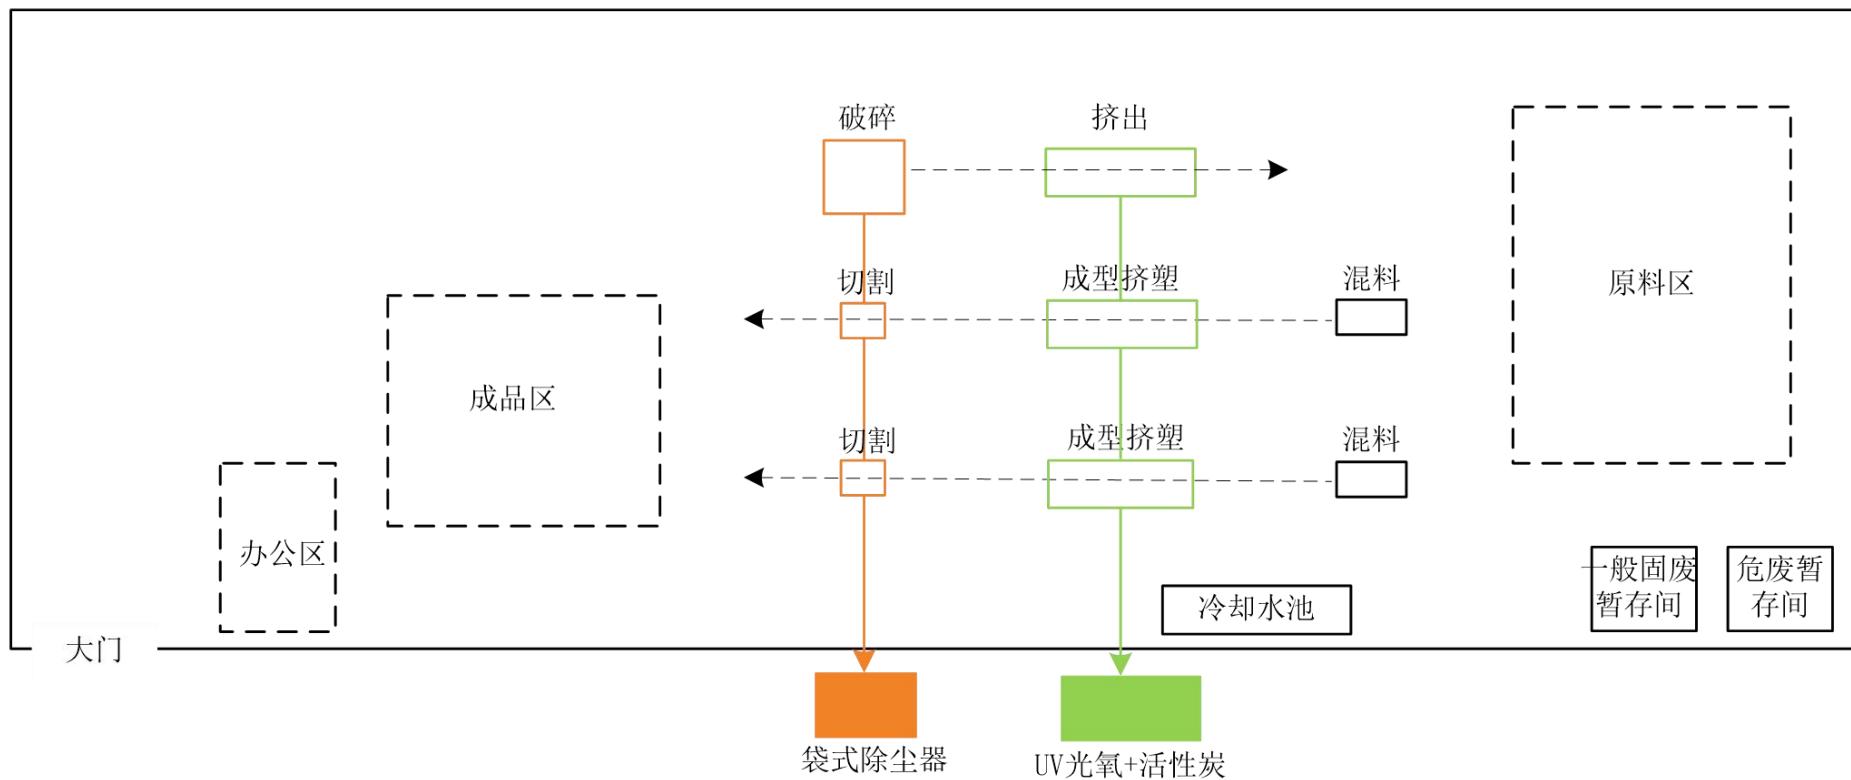 破碎
挤出
切割
成型挤塑
混料
原料区
成品区
切割
成型挤塑
混料
办公区
一般固废
暂存间
危废暂
存间
冷却水池
大门
袋式除尘器
UV光氧+活性炭